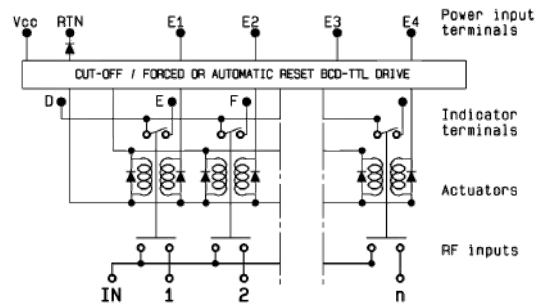 Vcc RTN E1 E2 E3 E4 Power input
terminals
CUT-OFF / FORCED OR AUTOMATIC RESET BCD-TTL DRIVE
D E F Indicator
terminals
Actuators
RF inputs
IN 1 2 n